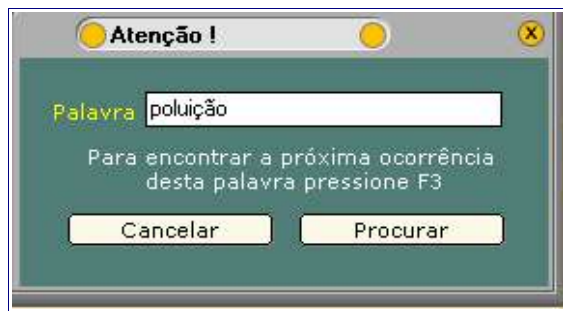 Atenção !
X
Palavra poluição
Para encontrar a próxima ocorrência
desta palavra pressione F3
Cancelar Procurar